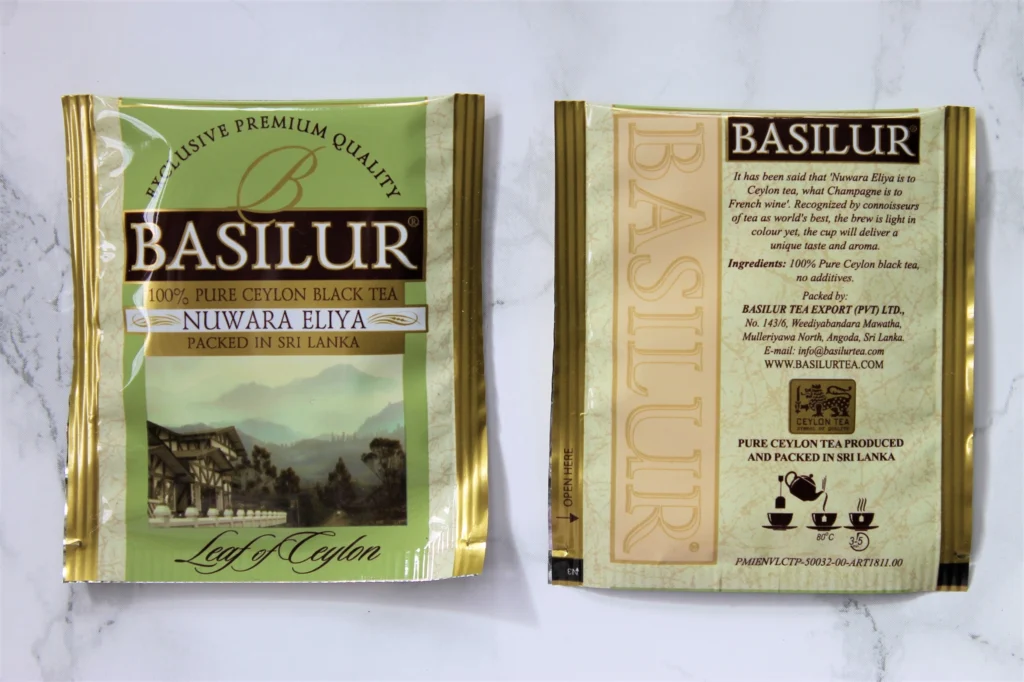 EXCLUSIVE PREMIUM QUALITY
B
BASILUR®
100% PURE CEYLON BLACK TEA
NUWARA ELIYA
PACKED IN SRI LANKA
Leaf of Ceylon
BASILUR®
OPEN HERE
BASILUR
It has been said that 'Nuwara Eliya is to
Ceylon tea, what Champagne is to
French wine'. Recognized by connoisseurs
of tea as world's best, the brew is light in
colour yet, the cup will deliver a
unique taste and aroma.
Ingredients: 100% Pure Ceylon black tea,
no additives.
Packed by:
BASILUR TEA EXPORT (PVT) LTD.,
No. 143/6, Weediyabandara Mawatha,
Mulleriyawa North, Angoda, Sri Lanka.
E-mail: info@basilurtea.com
WWW.BASILURTEA.COM
CEYLON TEA
SYMBOL OF QUALITY
PURE CEYLON TEA PRODUCED
AND PACKED IN SRI LANKA
80°C
3-5
PMIENVLCTP-50032-00-ART1811.00